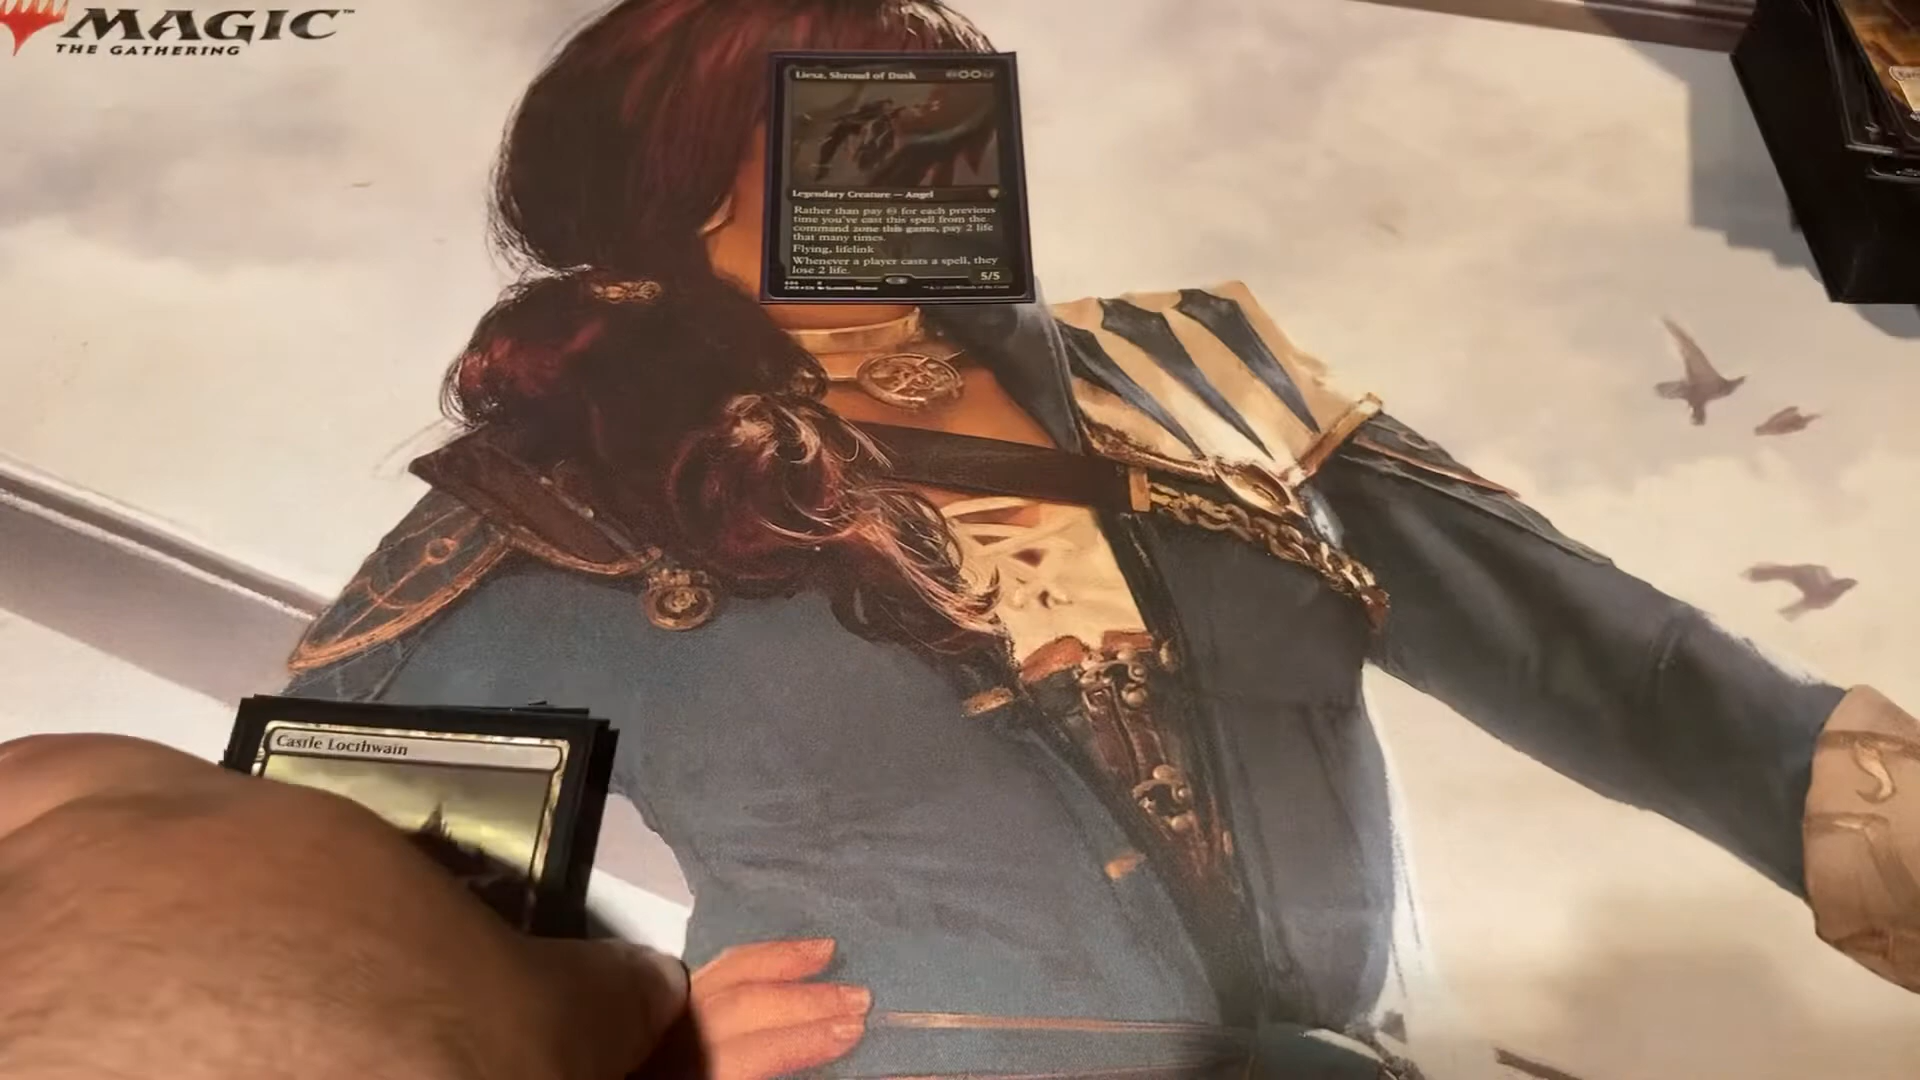 MAGIC™
THE GATHERING
Liesa, Shroud of Dusk
Legendary Creature — Angel
Rather than pay 2 for each previous
time you've cast this spell from the
command zone this game, pay 2 life
that many times.
Flying, lifelink
Whenever a player casts a spell, they
lose 2 life.
5/5
Castle Locthwain